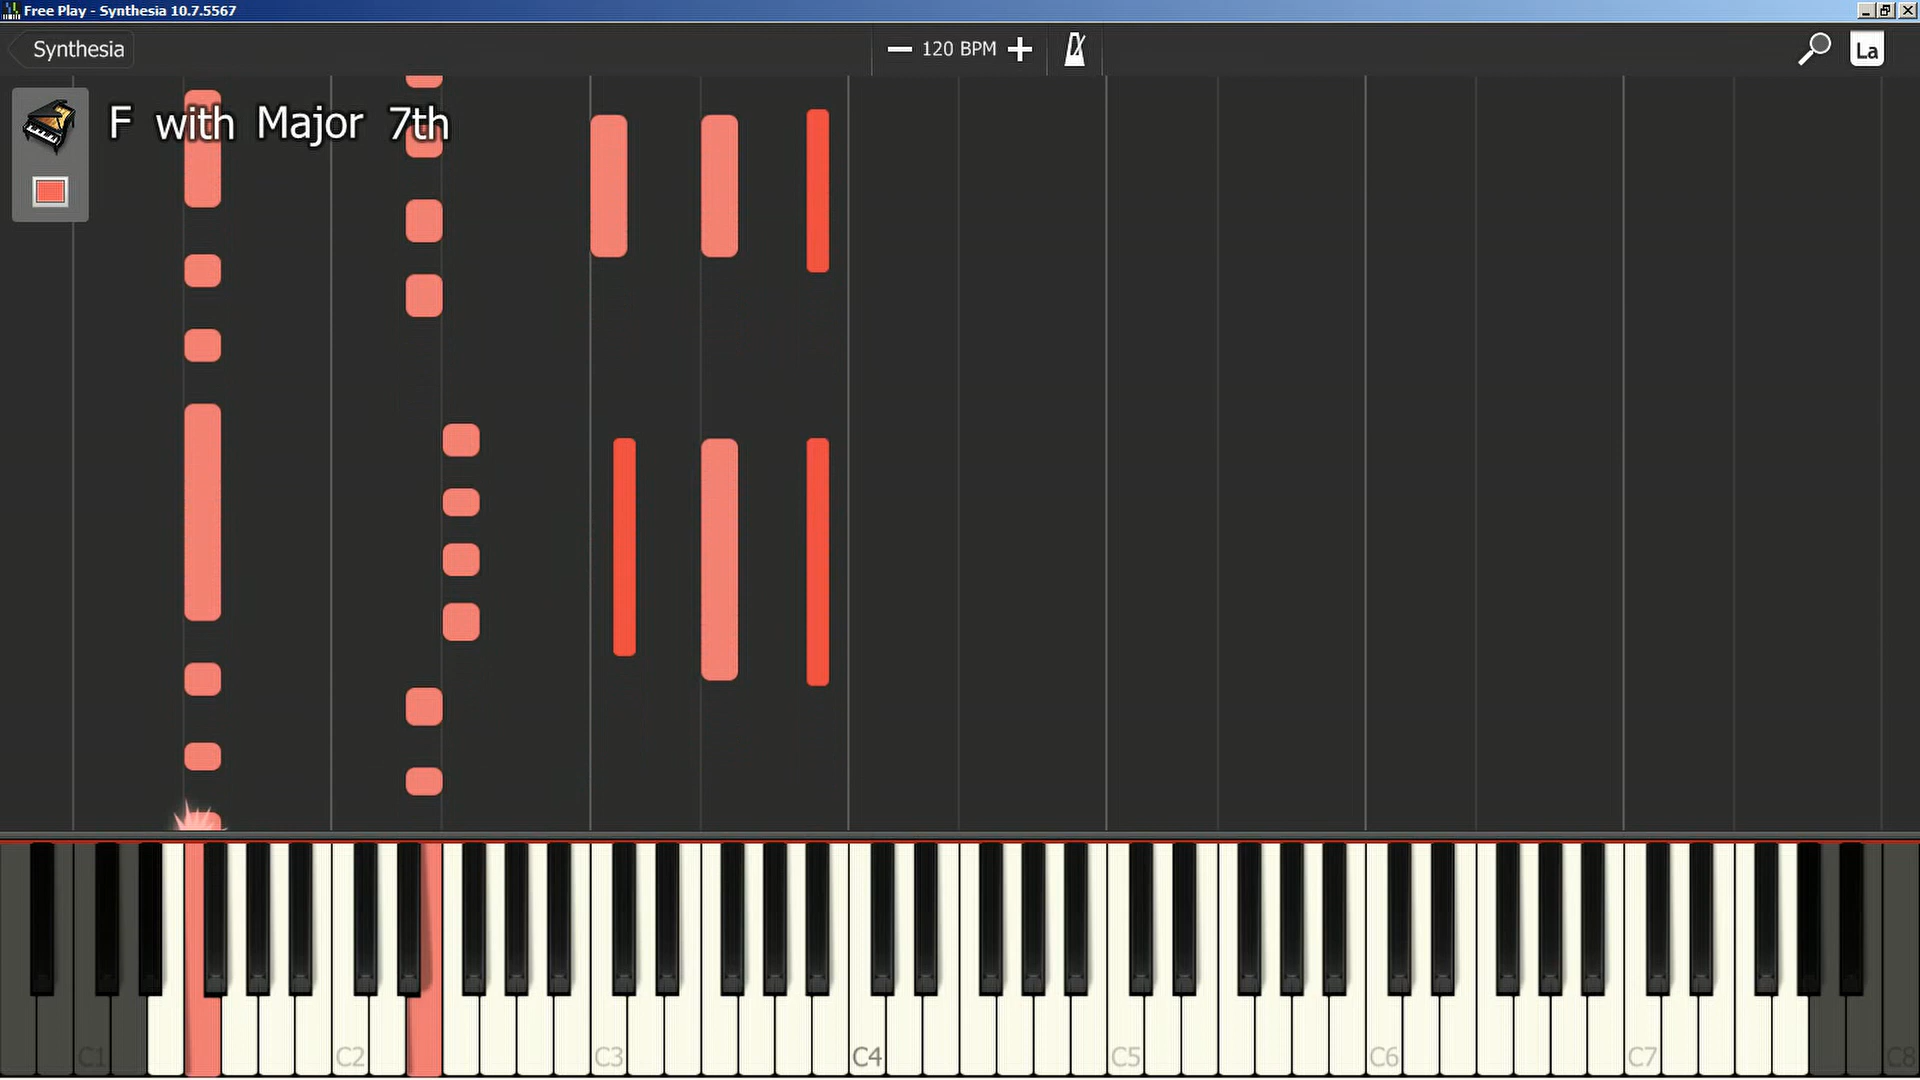 Free Play - Synthesia 10.7.5567
Synthesia
120 BPM
La
F with Major 7th
C1 C2 C3 C4 C5 C6 C7 C8